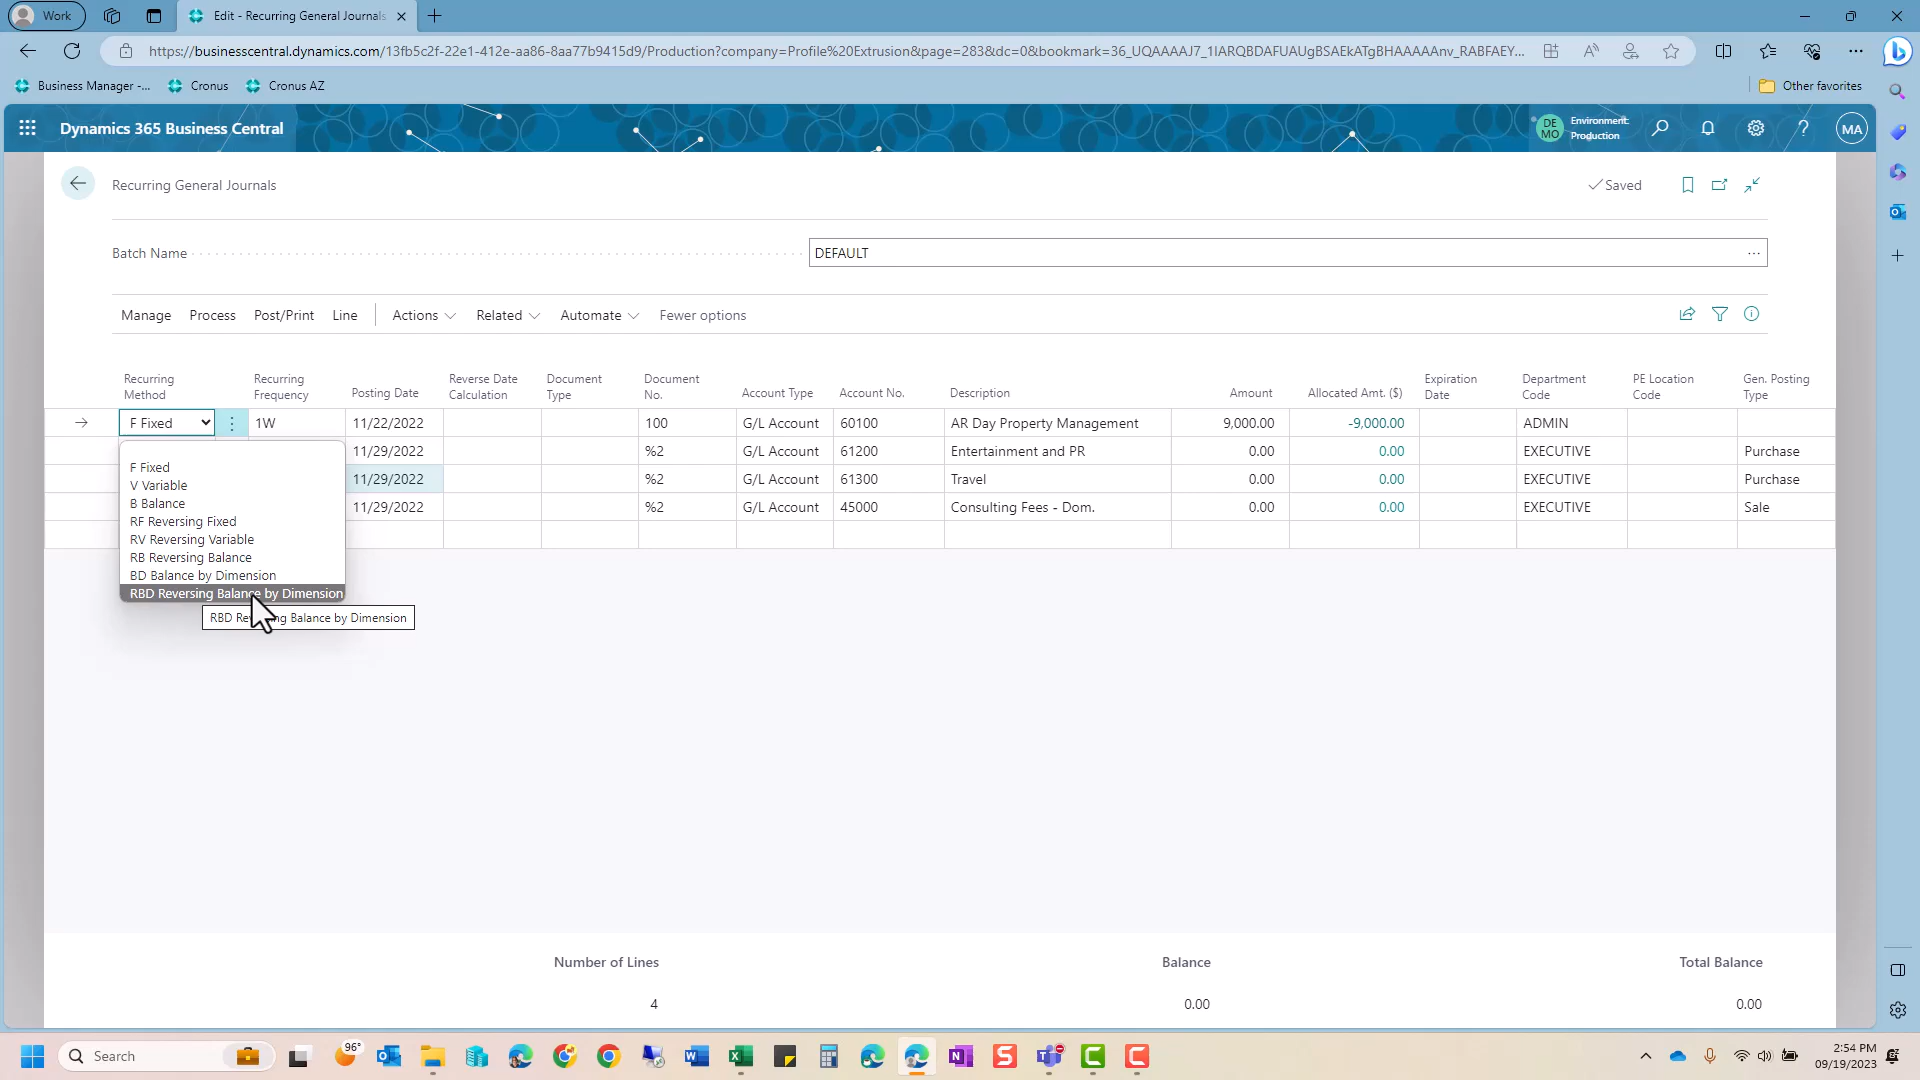 Work
Edit - Recurring General Journals
https://businesscentral.dynamics.com/13fb5c2f-22e1-412e-aa86-8aa77b9415d9/Production?company=Profile%20Extrusion&page=283&dc=0&bookmark=36_UQAAAAJ7_1IARQBDAFUAUgBSAEkATgBHAAAAAnv_RABFAEY...
Business Manager -...
Cronus
Cronus AZ
Other favorites
Dynamics 365 Business Central
DE MO
Environment: Production
?
MA
Recurring General Journals
Saved
Batch Name
DEFAULT
Manage Process Post/Print Line Actions Related Automate Fewer options
Recurring Method Recurring Frequency Posting Date Reverse Date Calculation Document Type Document No. Account Type Account No. Description Amount Allocated Amt. ($) Expiration Date Department Code PE Location Code Gen. Posting Type
F Fixed 1W 11/22/2022 100 G/L Account 60100 AR Day Property Management 9,000.00 -9,000.00 ADMIN
11/29/2022 %2 G/L Account 61200 Entertainment and PR 0.00 0.00 EXECUTIVE Purchase
11/29/2022 %2 G/L Account 61300 Travel 0.00 0.00 EXECUTIVE Purchase
11/29/2022 %2 G/L Account 45000 Consulting Fees - Dom. 0.00 0.00 EXECUTIVE Sale
F Fixed
V Variable
B Balance
RF Reversing Fixed
RV Reversing Variable
RB Reversing Balance
BD Balance by Dimension
RBD Reversing Balance by Dimension
RBD Balance by Dimension
Number of Lines Balance Total Balance
4 0.00 0.00
Search
96°
2:54 PM
09/19/2023